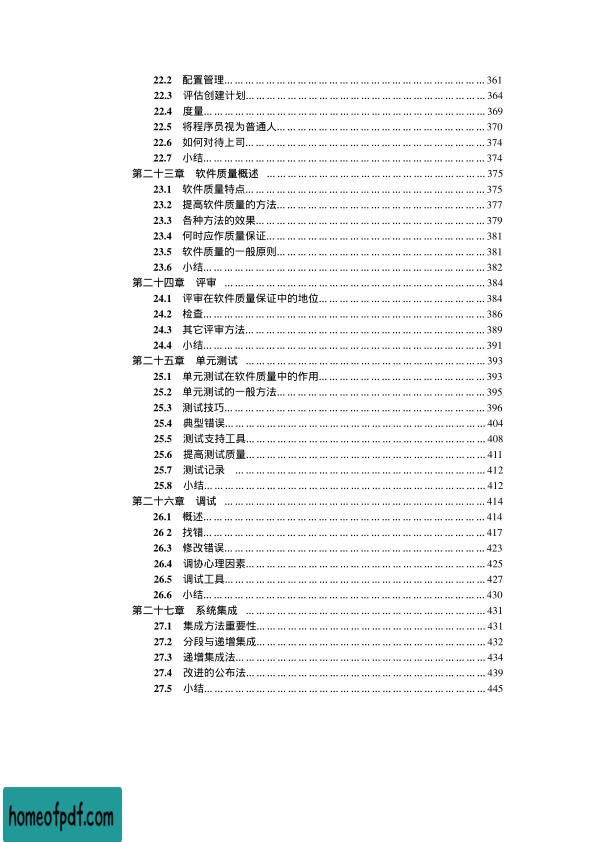 22.2 配置管理… … … … … … … … … … … … … … … … … … … … … … … … …361
22.3 评估创建计划… … … … … … … … … … … … … … … … … … … … … … …364
22.4 度量… … … … … … … … … … … … … … … … … … … … … … … … … … …369
22.5 将程序员视为普通人… … … … … … … … … … … … … … … … … … … …370
22.6 如何对待上司… … … … … … … … … … … … … … … … … … … … … … …374
22.7 小结… … … … … … … … … … … … … … … … … … … … … … … … … … …374
第二十三章 软件质量概述 … … … … … … … … … … … … … … … … … … … … …375
23.1 软件质量特点… … … … … … … … … … … … … … … … … … … … … … …375
23.2 提高软件质量的方法… … … … … … … … … … … … … … … … … … … …377
23.3 各种方法的效果… … … … … … … … … … … … … … … … … … … … … …379
23.4 何时应作质量保证… … … … … … … … … … … … … … … … … … … … …381
23.5 软件质量的一般原则… … … … … … … … … … … … … … … … … … … …381
23.6 小结… … … … … … … … … … … … … … … … … … … … … … … … … … …382
第二十四章 评审 … … … … … … … … … … … … … … … … … … … … … … … … …384
24.1 评审在软件质量保证中的地位… … … … … … … … … … … … … … … …384
24.2 检查… … … … … … … … … … … … … … … … … … … … … … … … … … …386
24.3 其它评审方法… … … … … … … … … … … … … … … … … … … … … … …389
24.4 小结… … … … … … … … … … … … … … … … … … … … … … … … … … …391
第二十五章 单元测试 … … … … … … … … … … … … … … … … … … … … … … …393
25.1 单元测试在软件质量中的作用… … … … … … … … … … … … … … … …393
25.2 单元测试的一般方法… … … … … … … … … … … … … … … … … … … …395
25.3 测试技巧… … … … … … … … … … … … … … … … … … … … … … … … …396
25.4 典型错误… … … … … … … … … … … … … … … … … … … … … … … … …404
25.5 测试支持工具… … … … … … … … … … … … … … … … … … … … … … …408
25.6 提高测试质量… … … … … … … … … … … … … … … … … … … … … … …411
25.7 测试记录 … … … … … … … … … … … … … … … … … … … … … … … …412
25.8 小结… … … … … … … … … … … … … … … … … … … … … … … … … … …412
第二十六章 调试 … … … … … … … … … … … … … … … … … … … … … … … … …414
26.1 概述… … … … … … … … … … … … … … … … … … … … … … … … … … …414
26 2 找错… … … … … … … … … … … … … … … … … … … … … … … … … … …417
26.3 修改错误… … … … … … … … … … … … … … … … … … … … … … … … …423
26.4 调协心理因素… … … … … … … … … … … … … … … … … … … … … … …425
26.5 调试工具… … … … … … … … … … … … … … … … … … … … … … … … …427
26.6 小结… … … … … … … … … … … … … … … … … … … … … … … … … … …430
第二十七章 系统集成 … … … … … … … … … … … … … … … … … … … … … … …431
27.1 集成方法重要性… … … … … … … … … … … … … … … … … … … … … …431
27.2 分段与递增集成… … … … … … … … … … … … … … … … … … … … … …432
27.3 递增集成法… … … … … … … … … … … … … … … … … … … … … … … …434
27.4 改进的公布法… … … … … … … … … … … … … … … … … … … … … … …439
27.5 小结… … … … … … … … … … … … … … … … … … … … … … … … … … …445
homeofpdf.com